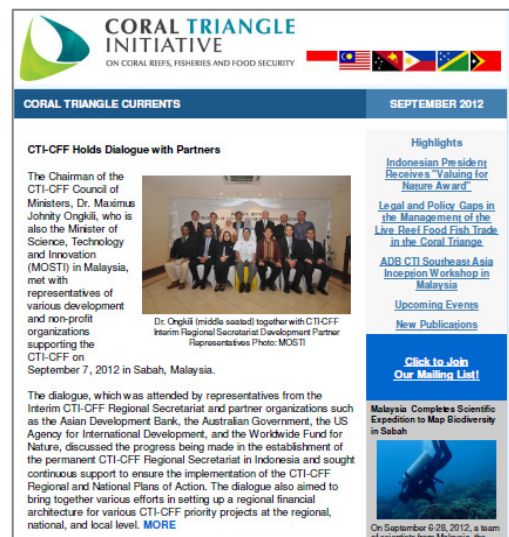 CORAL TRIANGLE
INITIATIVE
ON CORAL REEFS, FISHERIES AND FOOD SECURITY
CORAL TRIANGLE CURRENTS
SEPTEMBER 2012
CTI-CFF Holds Dialogue with Partners
The Chairman of the
CTI-CFF Council of
Ministers, Dr. Maximus
Johnity Ongkili, who is
also the Minister of
Science, Technology
and Innovation
(MOSTI) in Malaysia,
met with
representatives of
various development
and non-profit
organizations
supporting the
CTI-CFF on
September 7, 2012 in Sabah, Malaysia.
Dr. Ongkili (middle seated) together with CTI-CFF
Interim Regional Secretariat Development Partner
Representatives Photo: MOSTI
The dialogue, which was attended by representatives from the
Interim CTI-CFF Regional Secretariat and partner organizations such
as the Asian Development Bank, the Australian Government, the US
Agency for International Development, and the Worldwide Fund for
Nature, discussed the progress being made in the establishment of
the permanent CTI-CFF Regional Secretariat in Indonesia and sought
continuous support to ensure the implementation of the CTI-CFF
Regional and National Plans of Action. The dialogue also aimed to
bring together various efforts in setting up a regional financial
architecture for various CTI-CFF priority projects at the regional,
national, and local level. MORE
Highlights
Indonesian President
Receives "Valuing for
Nature Award"
Legal and Policy Gaps in
the Management of the
Live Reef Food Fish Trade
in the Coral Triange
ADB CTI Southeast Asia
Inception Workshop in
Malaysia
Upcoming Events
New Publications
Click to Join
Our Mailing List!
Malaysia Completes Scientific
Expedition to Map Biodiversity
in Sabah
On September 6-28, 2012, a team
of scientists from Malaysia, the